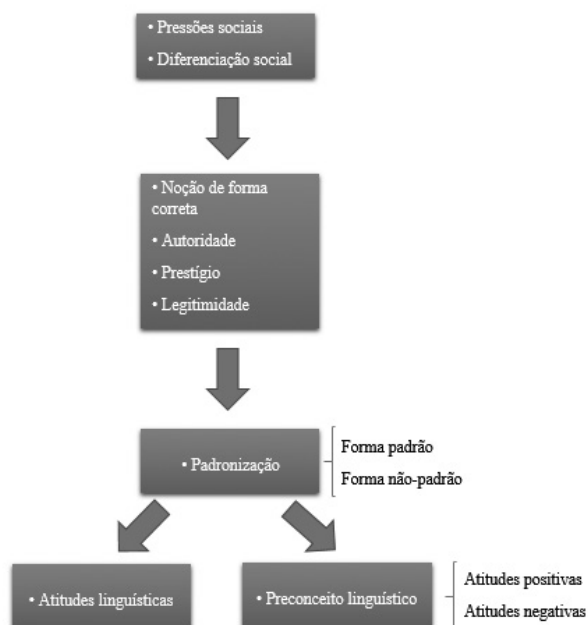 • Pressões sociais
• Diferenciação social
• Noção de forma
correta
• Autoridade
• Prestígio
• Legitimidade
• Padronização
Forma padrão
Forma não-padrão
• Atitudes linguísticas
• Preconceito linguístico
Atitudes positivas
Atitudes negativas